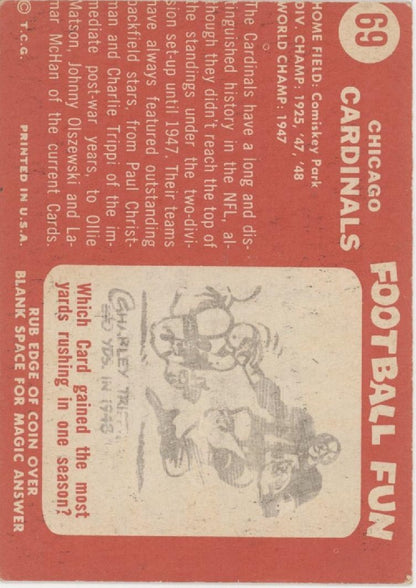 69
CHICAGO
CARDINALS
HOME FIELD: Comiskey Park
DIV. CHAMP: 1925 '47, '48
WORLD CHAMP: 1947
The Cardinals have a long and dis-
tinguished history in the NFL, al-
though they didn't reach the top of
the standings under the two-divi-
sion set-up until 1947. Their teams
have always featured outstanding
backfield stars, from Paul Christ-
man and Charlie Trippi of the im-
mediate post-war years, to Ollie
Matson, Johnny Olszewski and La-
mar McHan of the current Cards.
© T.C.G.
PRINTED IN U.S.A.
FOOTBALL FUN
CHARLEY
YDS. IN 1948
Which Card gained the most
yards rushing in one season?
RUB EDGE OF COIN OVER
BLANK SPACE FOR MAGIC ANSWER